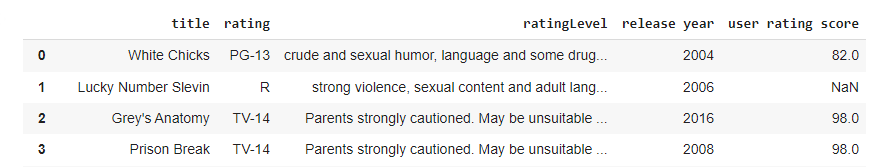 title rating ratingLevel release year user rating score
0 White Chicks PG-13 crude and sexual humor, language and some drug... 2004 82.0
1 Lucky Number Slevin R strong violence, sexual content and adult lang... 2006 NaN
2 Grey's Anatomy TV-14 Parents strongly cautioned. May be unsuitable ... 2016 98.0
3 Prison Break TV-14 Parents strongly cautioned. May be unsuitable ... 2008 98.0